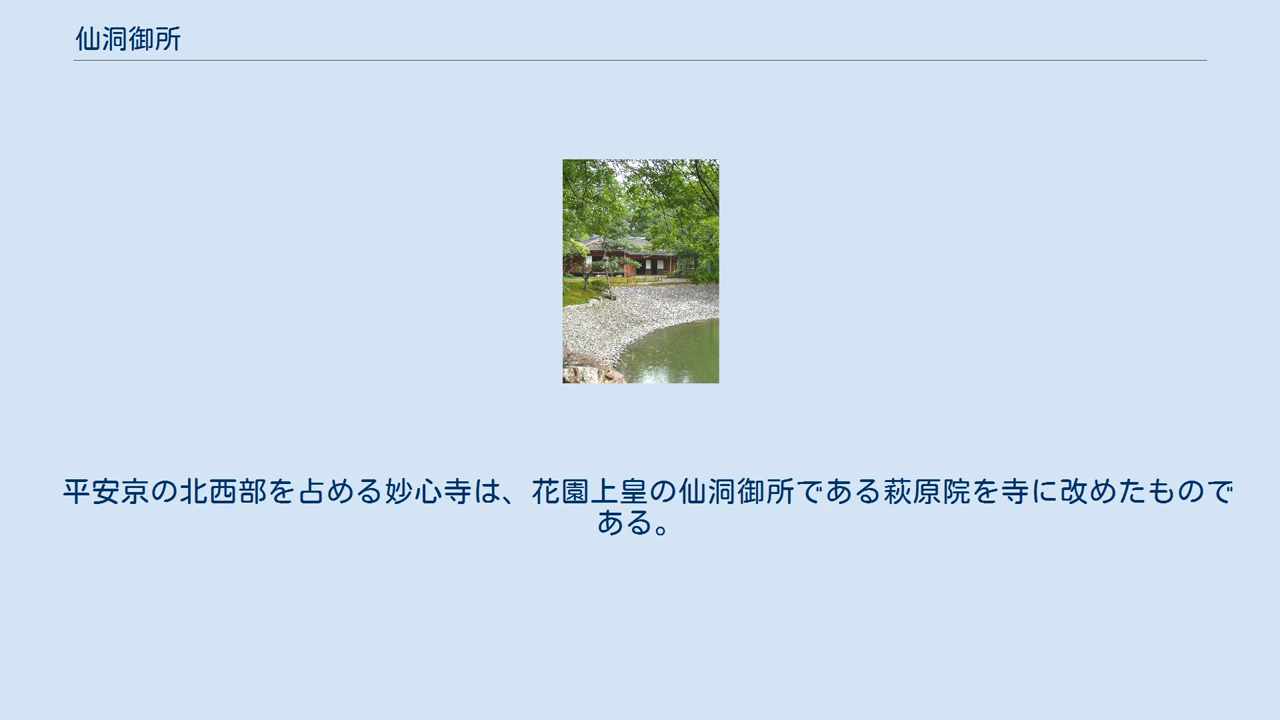 仙洞御所
平安京の北西部を占める妙心寺は、花園上皇の仙洞御所である萩原院を寺に改めたもので
ある。